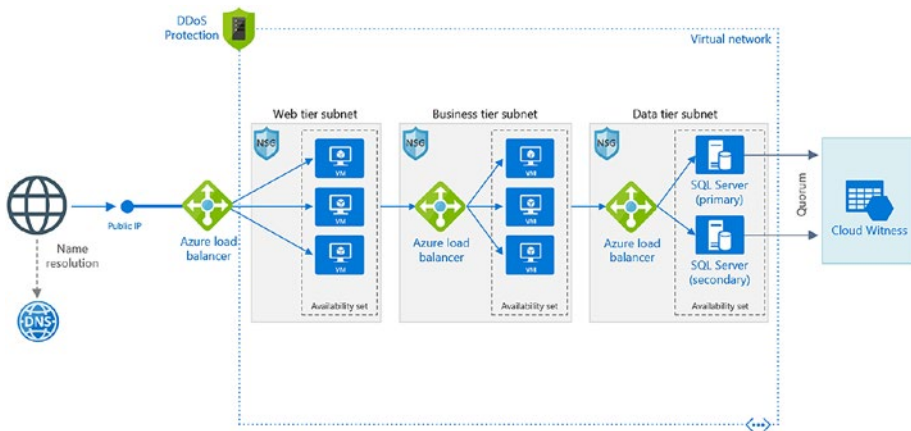 DDoS
Protection
Virtual network
Web tier subnet
Business tier subnet
Data tier subnet
NSG
NSG
NSG
VM
VM
VM
VM
VM
VM
SQL Server
(primary)
SQL Server
(secondary)
Quorum
Cloud Witness
Public IP
Azure load
balancer
Azure load
balancer
Azure load
balancer
Name
resolution
DNS
Availability set
Availability set
Availability set